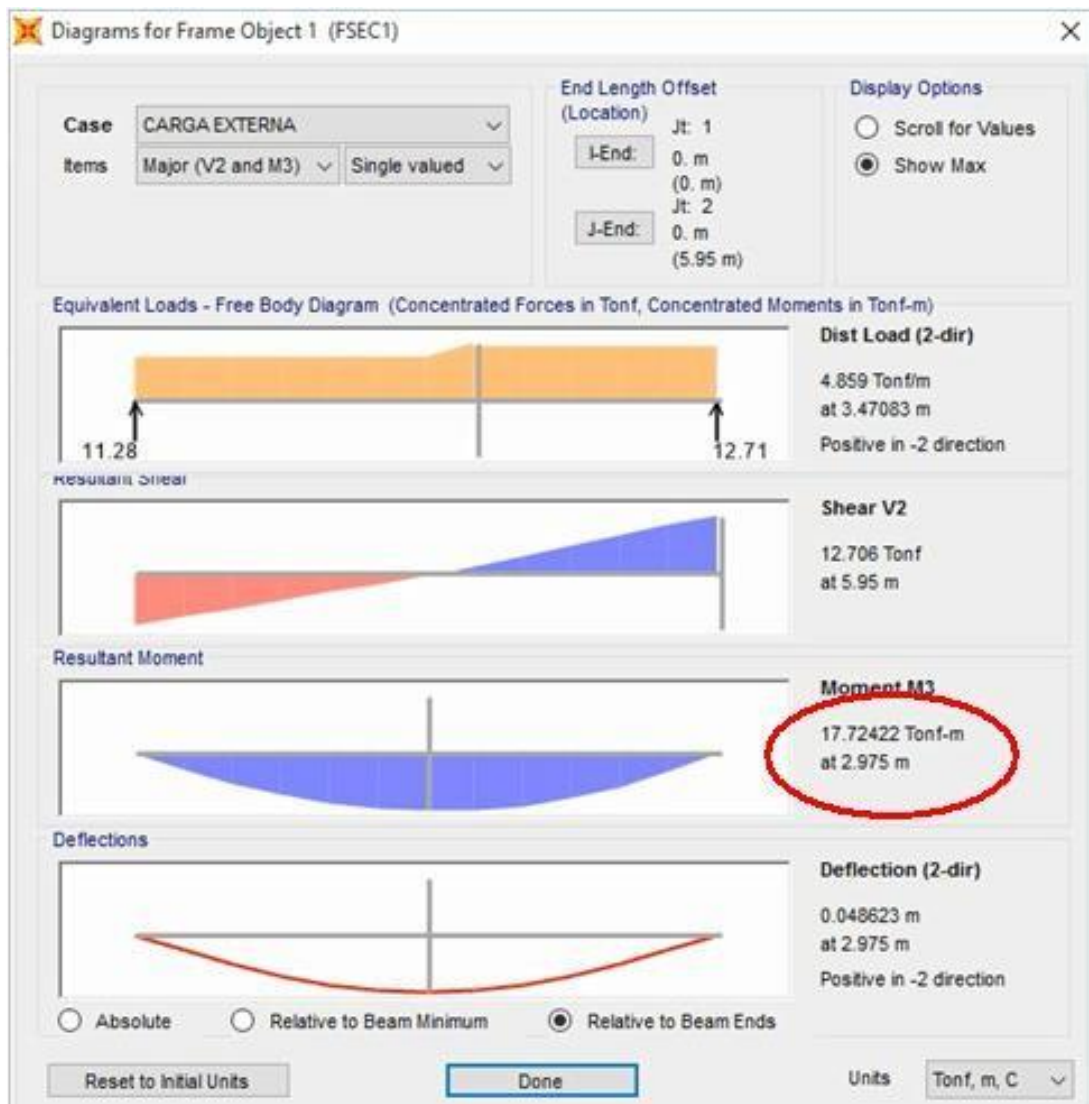 Diagrams for Frame Object 1 (FSEC1)
Case CARGA EXTERNA
Items Major (V2 and M3) Single valued
End Length Offset
(Location)
Jt: 1
I-End: 0. m
(0. m)
Jt: 2
J-End: 0. m
(5.95 m)
Display Options
Scroll for Values
Show Max
Equivalent Loads - Free Body Diagram (Concentrated Forces in Tonf, Concentrated Moments in Tonf-m)
11.28
12.71
Dist Load (2-dir)
4.859 Tonf/m
at 3.47083 m
Positive in -2 direction
Resultant Shear
Shear V2
12.706 Tonf
at 5.95 m
Resultant Moment
Moment M3
17.72422 Tonf-m
at 2.975 m
Deflections
Deflection (2-dir)
0.048623 m
at 2.975 m
Positive in -2 direction
Absolute Relative to Beam Minimum Relative to Beam Ends
Reset to Initial Units Done Units Tonf, m, C